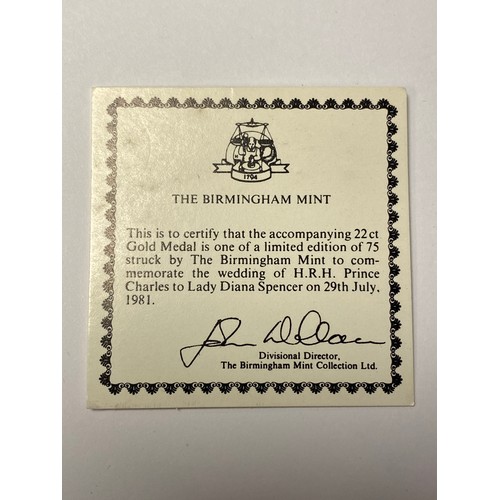 1794
THE BIRMINGHAM MINT
This is to certify that the accompanying 22 ct
Gold Medal is one of a limited edition of 75
struck by The Birmingham Mint to com-
memorate the wedding of H.R.H. Prince
Charles to Lady Diana Spencer on 29th July,
1981.
Divisional Director,
The Birmingham Mint Collection Ltd.